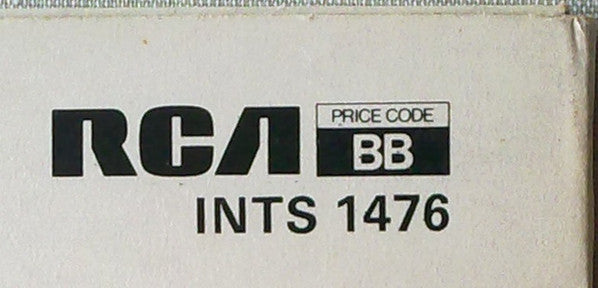 RCA PRICE CODE
BB
INTS 1476